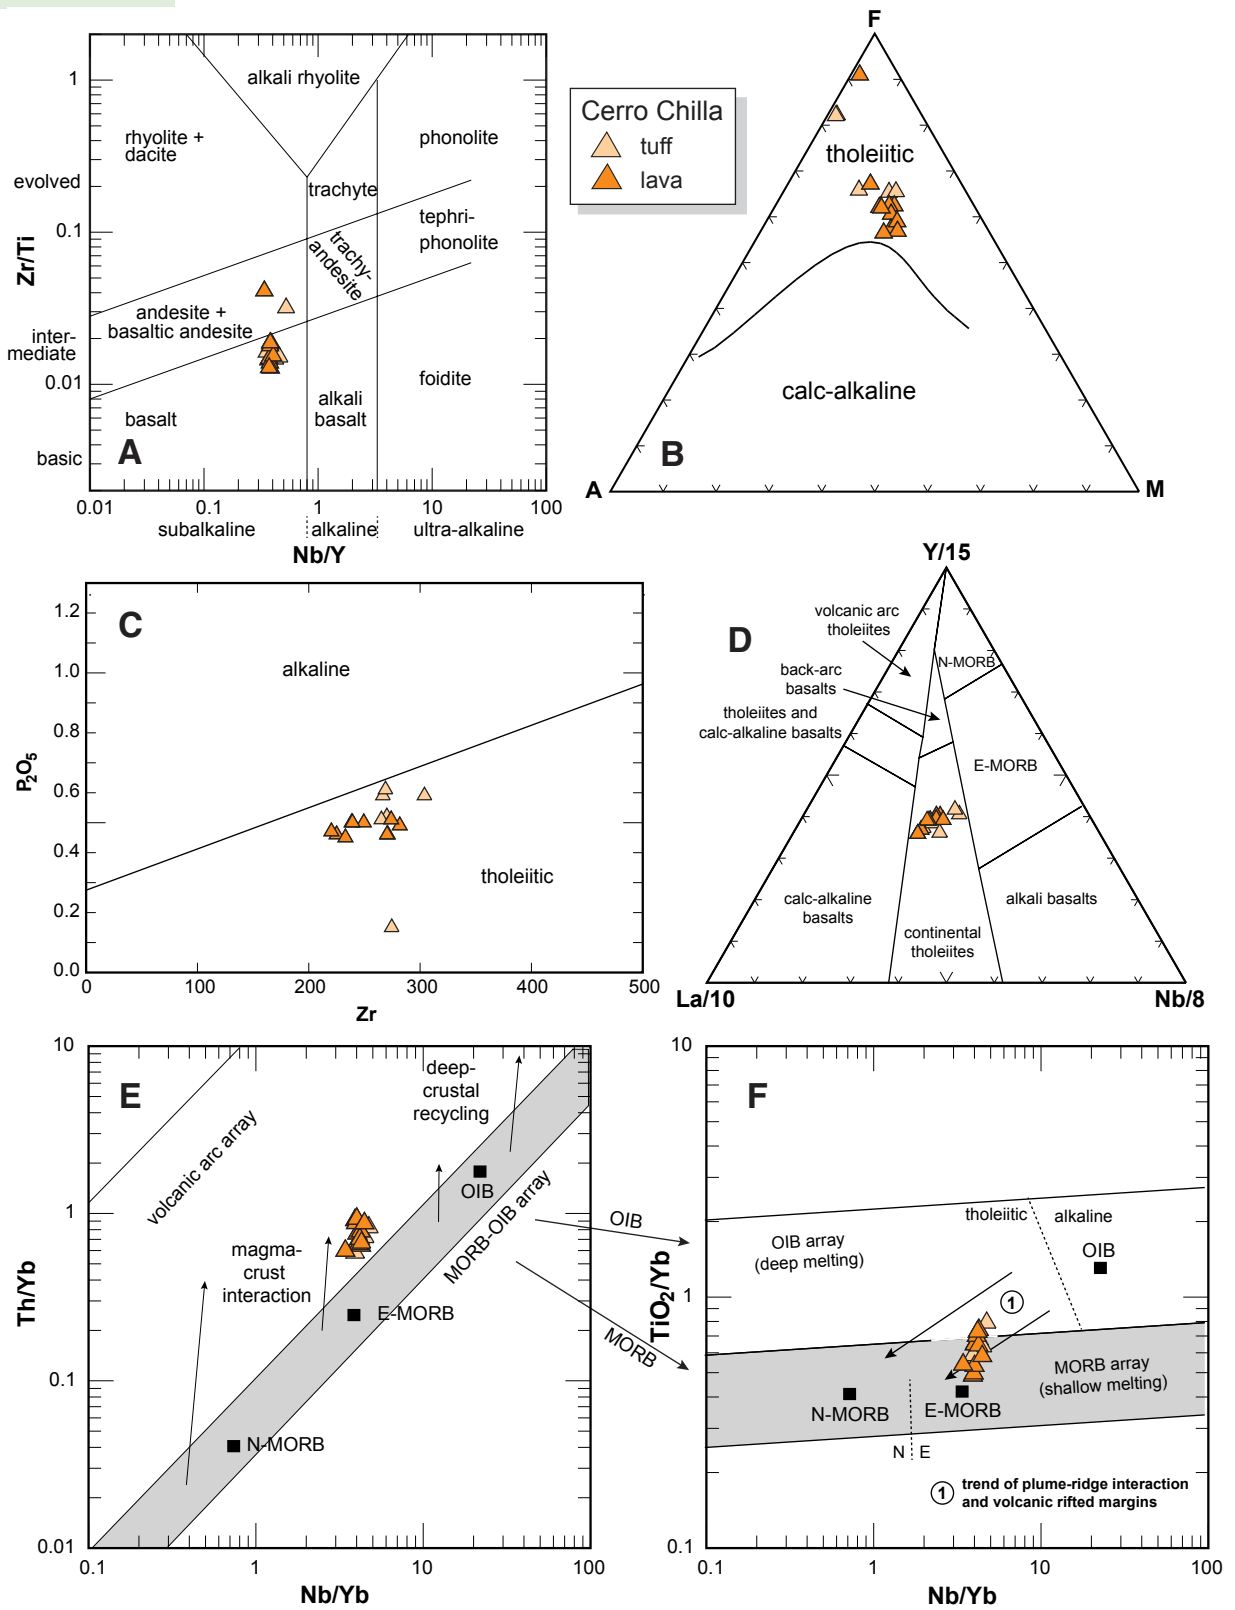 1
0.1
0.01
evolved
inter-
mediate
basic
Zr/Ti
alkali rhyolite
rhyolite +
dacite
phonolite
trachyte
tephri-
phonolite
trachy-
andesite
andesite +
basaltic andesite
foidite
alkali
basalt
basalt
A
0.01
0.1
1
10
100
subalkaline
alkaline
ultra-alkaline
Nb/Y
Cerro Chilla
tuff
lava
F
tholeiitic
calc-alkaline
B
A
M
1.2
1.0
0.8
0.6
0.4
0.2
0.0
P2O5
C
alkaline
tholeiitic
0
100
200
300
400
500
Zr
Y/15
D
volcanic arc
tholeiites
N-MORB
back-arc
basalts
tholeiites and
calc-alkaline basalts
E-MORB
calc-alkaline
basalts
alkali basalts
continental
tholeiites
La/10
Nb/8
10
1
0.1
0.01
Th/Yb
E
deep-
crustal
recycling
volcanic arc array
OIB
MORB-OIB array
magma-
crust
interaction
E-MORB
N-MORB
0.1
1
10
100
Nb/Yb
OIB
MORB
10
1
0.1
TiO2/Yb
F
tholeiitic
alkaline
OIB array
(deep melting)
OIB
1
MORB array
(shallow melting)
N-MORB
E-MORB
N
E
1
trend of plume-ridge interaction
and volcanic rifted margins
0.1
1
10
100
Nb/Yb